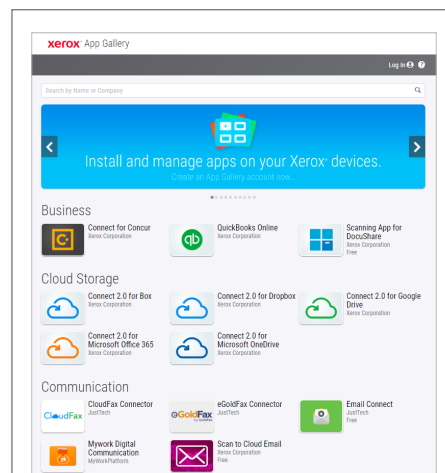 xerox™ App Gallery
Log In ?
Search by Name or Company
Install and manage apps on your Xerox® devices.
Create an App Gallery account now...
Business
Connect for Concur
Xerox Corporation
QuickBooks Online
Xerox Corporation
Scanning App for
DocuShare
Xerox Corporation
Free
Cloud Storage
Connect 2.0 for Box
Xerox Corporation
Connect 2.0 for Dropbox
Xerox Corporation
Connect 2.0 for Google
Drive
Xerox Corporation
Connect 2.0 for
Microsoft Office 365
Xerox Corporation
Connect 2.0 for
Microsoft OneDrive
Xerox Corporation
Communication
CloudFax
CloudFax Connector
JustTech
eGoldFax
by GoldFax
eGoldFax Connector
JustTech
Email Connect
JustTech
Free
Mywork Digital
Communication
MyWorkPlatform
Scan to Cloud Email
Xerox Corporation
Free